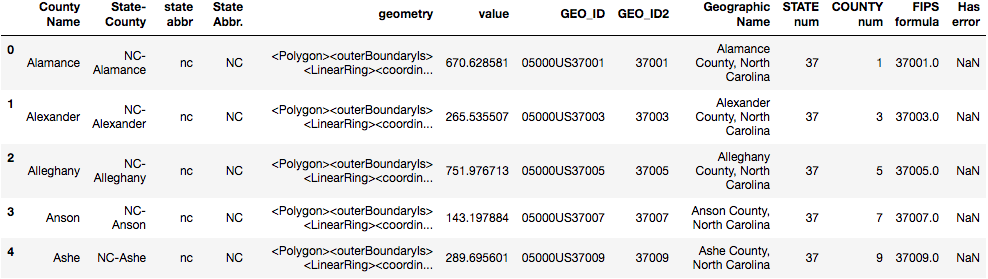 County Name State-County state abbr State Abbr. geometry value GEO_ID GEO_ID2 Geographic Name STATE num COUNTY num FIPS formula Has error
0 Alamance NC-Alamance nc NC <Polygon><outerBoundaryIs><LinearRing><coordin... 670.628581 05000US37001 37001 Alamance County, North Carolina 37 1 37001.0 NaN
1 Alexander NC-Alexander nc NC <Polygon><outerBoundaryIs><LinearRing><coordin... 265.535507 05000US37003 37003 Alexander County, North Carolina 37 3 37003.0 NaN
2 Alleghany NC-Alleghany nc NC <Polygon><outerBoundaryIs><LinearRing><coordin... 751.976713 05000US37005 37005 Alleghany County, North Carolina 37 5 37005.0 NaN
3 Anson NC-Anson nc NC <Polygon><outerBoundaryIs><LinearRing><coordin... 143.197884 05000US37007 37007 Anson County, North Carolina 37 7 37007.0 NaN
4 Ashe NC-Ashe nc NC <Polygon><outerBoundaryIs><LinearRing><coordin... 289.695601 05000US37009 37009 Ashe County, North Carolina 37 9 37009.0 NaN